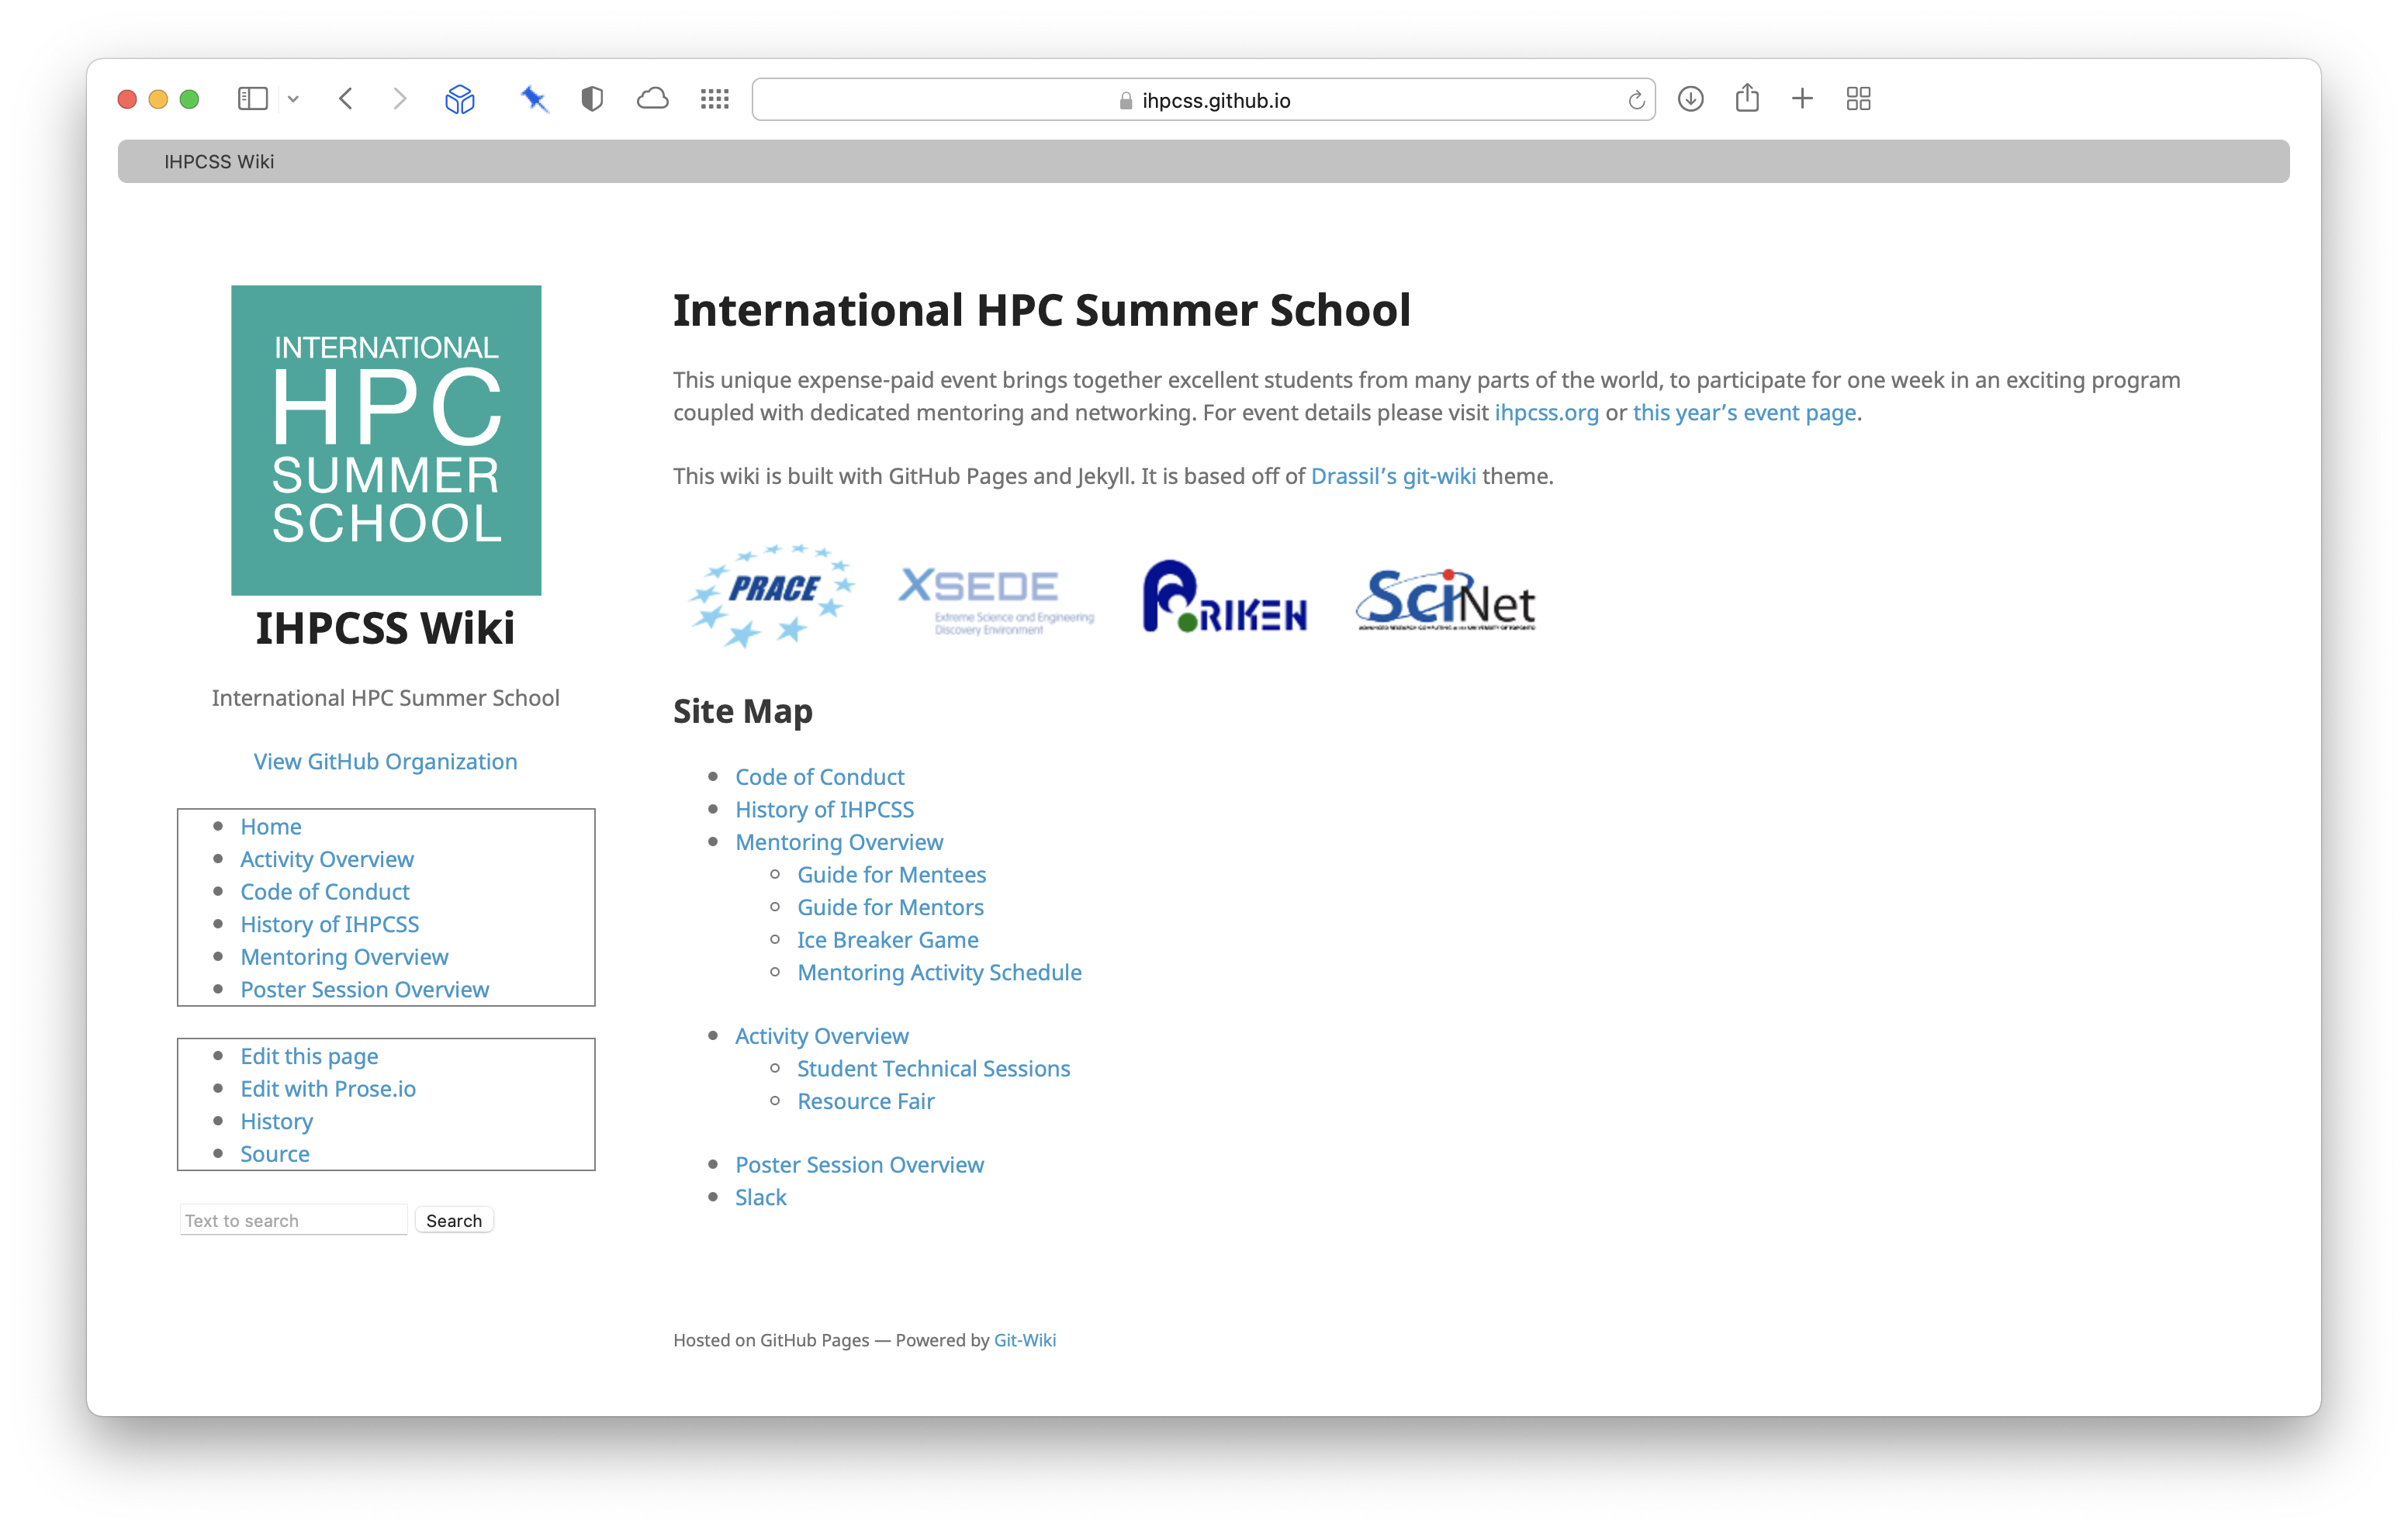 ihpcss.github.io
IHPCSS Wiki
INTERNATIONAL
HPC
SUMMER
SCHOOL
IHPCSS Wiki
International HPC Summer School
View GitHub Organization
Home
Activity Overview
Code of Conduct
History of IHPCSS
Mentoring Overview
Poster Session Overview
Edit this page
Edit with Prose.io
History
Source
Text to search
Search
International HPC Summer School
This unique expense-paid event brings together excellent students from many parts of the world, to participate for one week in an exciting program
coupled with dedicated mentoring and networking. For event details please visit ihpcss.org or this year’s event page.
This wiki is built with GitHub Pages and Jekyll. It is based off of Drassil’s git-wiki theme.
PRACE
XSEDE
Extreme Science and Engineering
Discovery Environment
RIKEN
SciNet
ADVANCED RESEARCH COMPUTING at the UNIVERSITY OF TORONTO
Site Map
Code of Conduct
History of IHPCSS
Mentoring Overview
Guide for Mentees
Guide for Mentors
Ice Breaker Game
Mentoring Activity Schedule
Activity Overview
Student Technical Sessions
Resource Fair
Poster Session Overview
Slack
Hosted on GitHub Pages — Powered by Git-Wiki